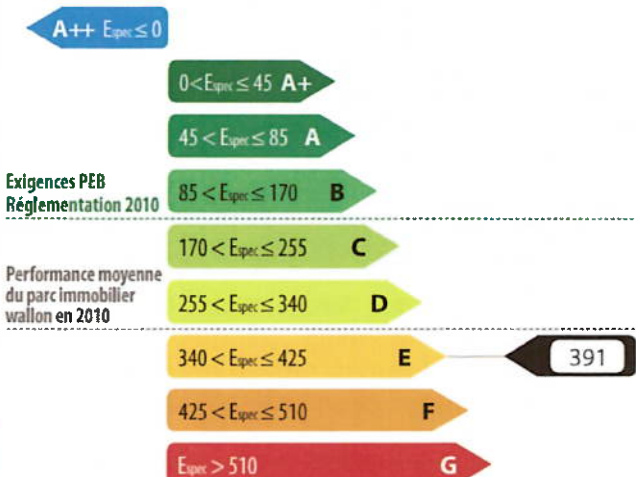 A++ Espec ≤ 0
0 < Espec ≤ 45 A+
45 < Espec ≤ 85 A
Exigences PEB
Réglementation 2010
85 < Espec ≤ 170 B
170 < Espec ≤ 255 C
Performance moyenne
du parc immobilier
wallon en 2010
255 < Espec ≤ 340 D
340 < Espec ≤ 425 E
391
425 < Espec ≤ 510 F
Espec > 510 G